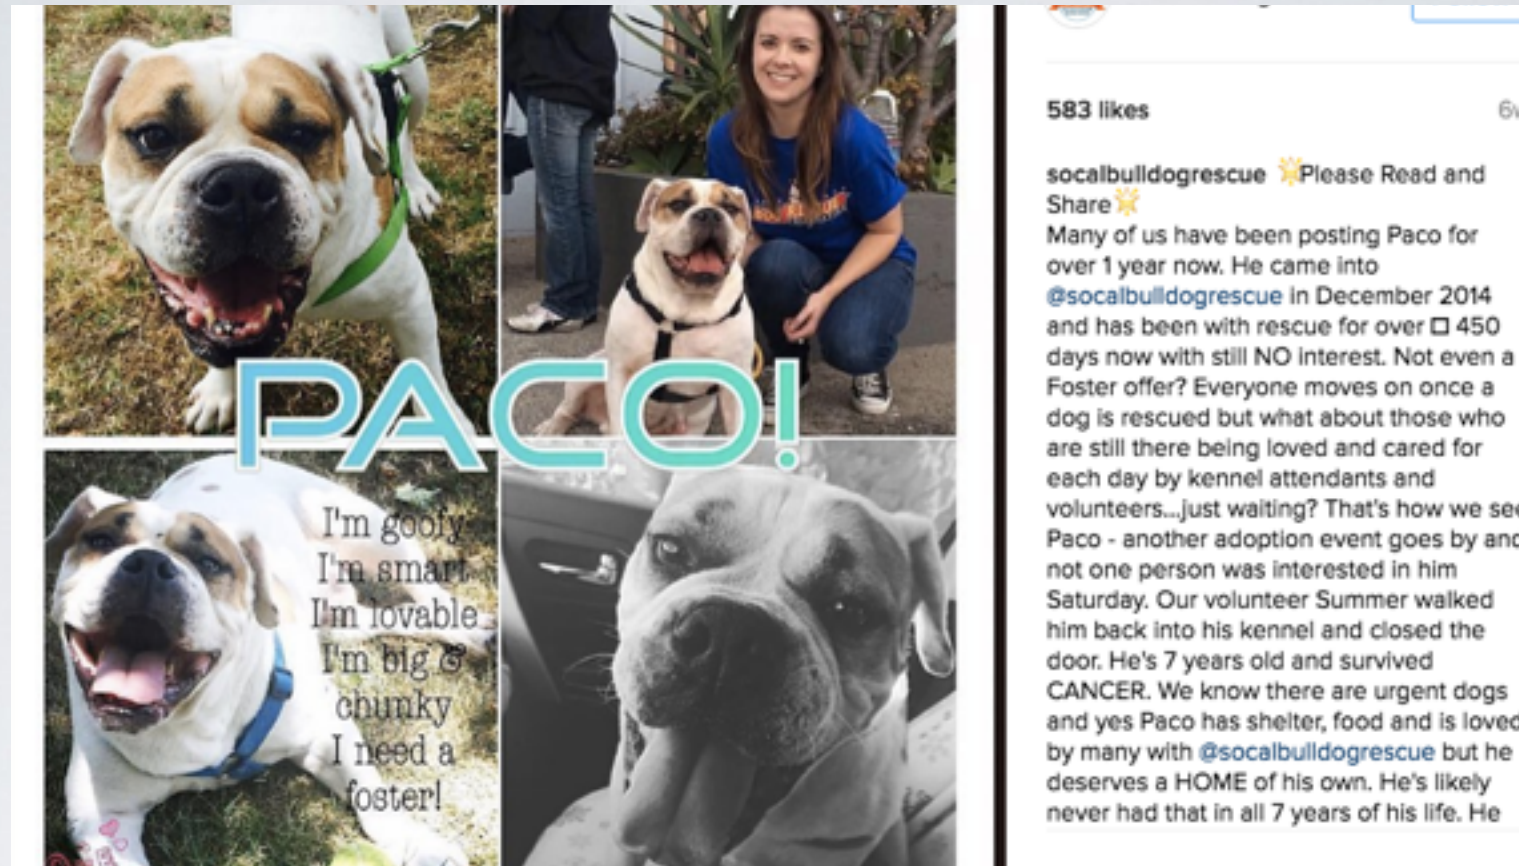 PACO!
I'm goofy
I'm smart
I'm lovable
I'm big &
chunky
I need a
foster!
583 likes
socalbulldogrescue 🌟Please Read and
Share🌟
Many of us have been posting Paco for
over 1 year now. He came into
@socalbulldogrescue in December 2014
and has been with rescue for over □ 450
days now with still NO interest. Not even a
Foster offer? Everyone moves on once a
dog is rescued but what about those who
are still there being loved and cared for
each day by kennel attendants and
volunteers...just waiting? That's how we see
Paco - another adoption event goes by and
not one person was interested in him
Saturday. Our volunteer Summer walked
him back into his kennel and closed the
door. He's 7 years old and survived
CANCER. We know there are urgent dogs
and yes Paco has shelter, food and is loved
by many with @socalbulldogrescue but he
deserves a HOME of his own. He's likely
never had that in all 7 years of his life. He